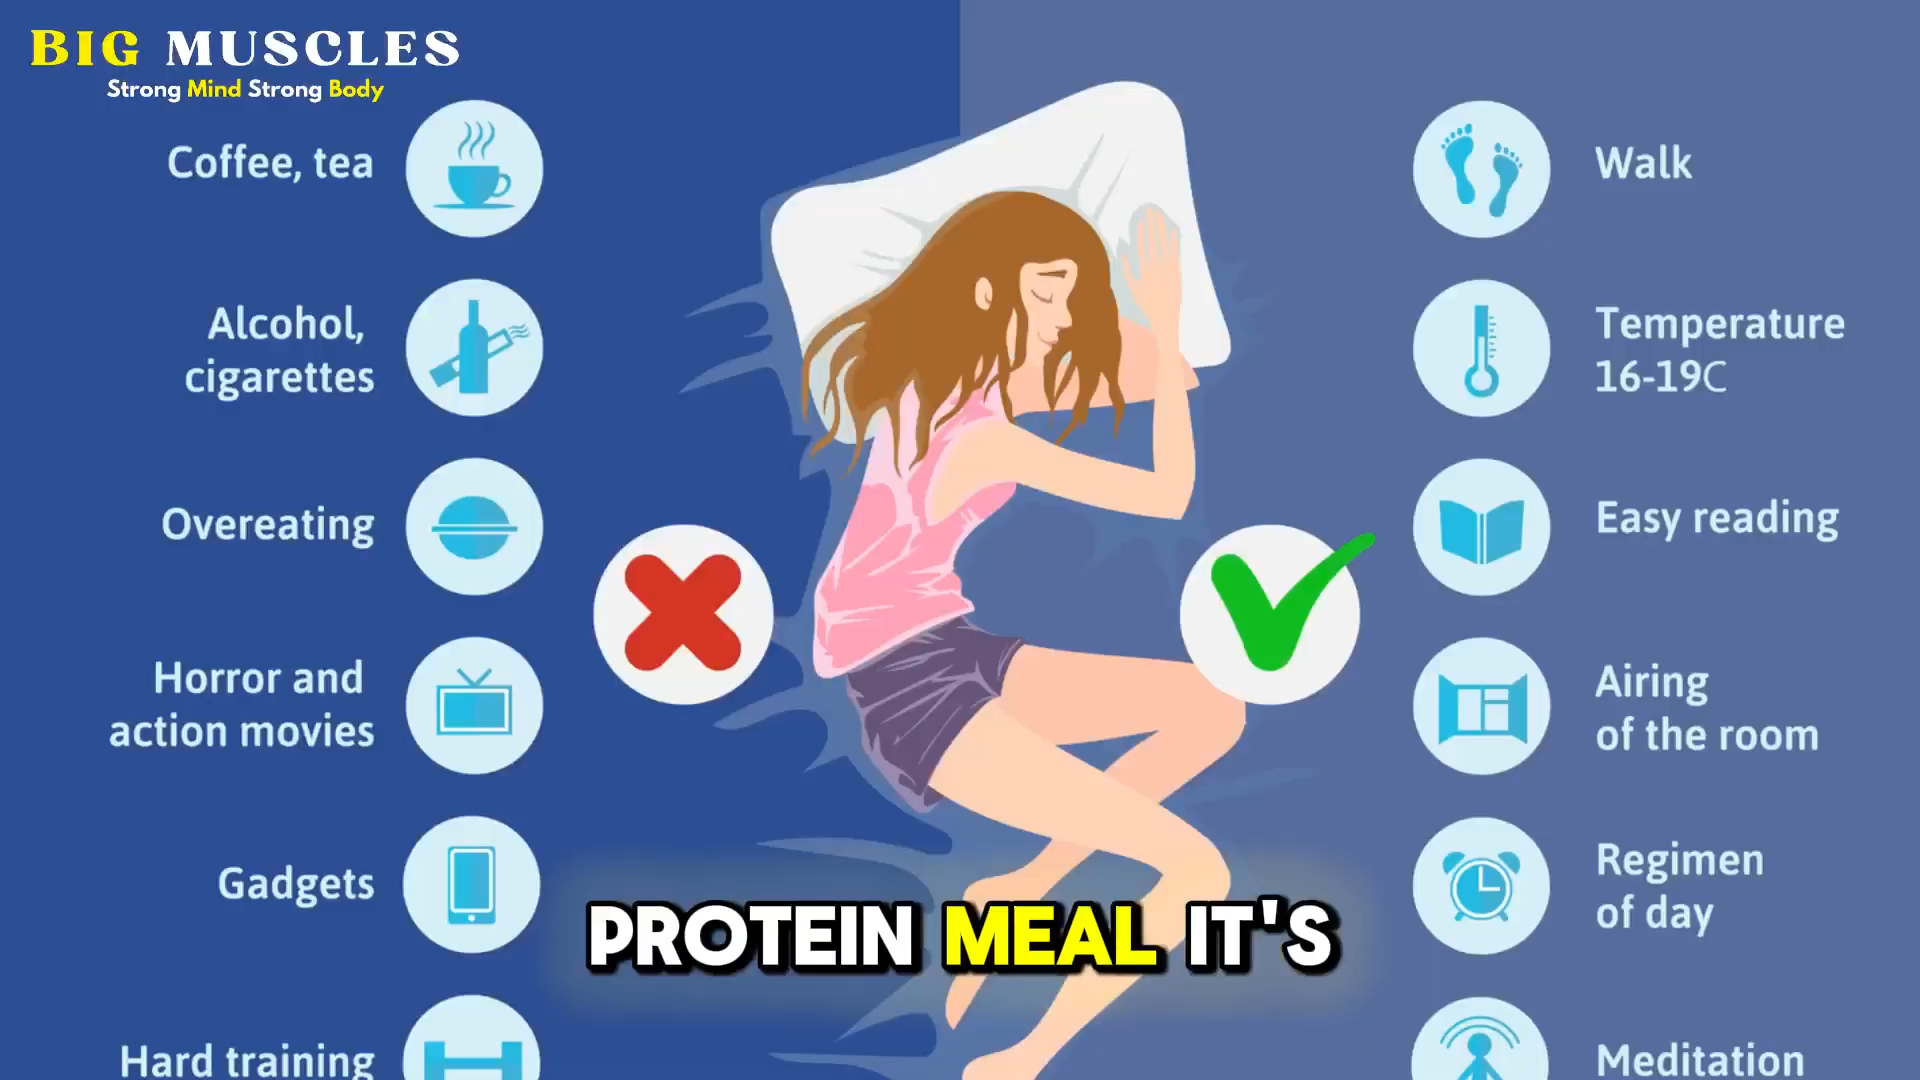 BIG MUSCLES
Strong Mind Strong Body
Coffee, tea
Alcohol,
cigarettes
Overeating
Horror and
action movies
Gadgets
Hard training
Walk
Temperature
16-19C
Easy reading
Airing
of the room
Regimen
of day
Meditation
PROTEIN MEAL IT'S